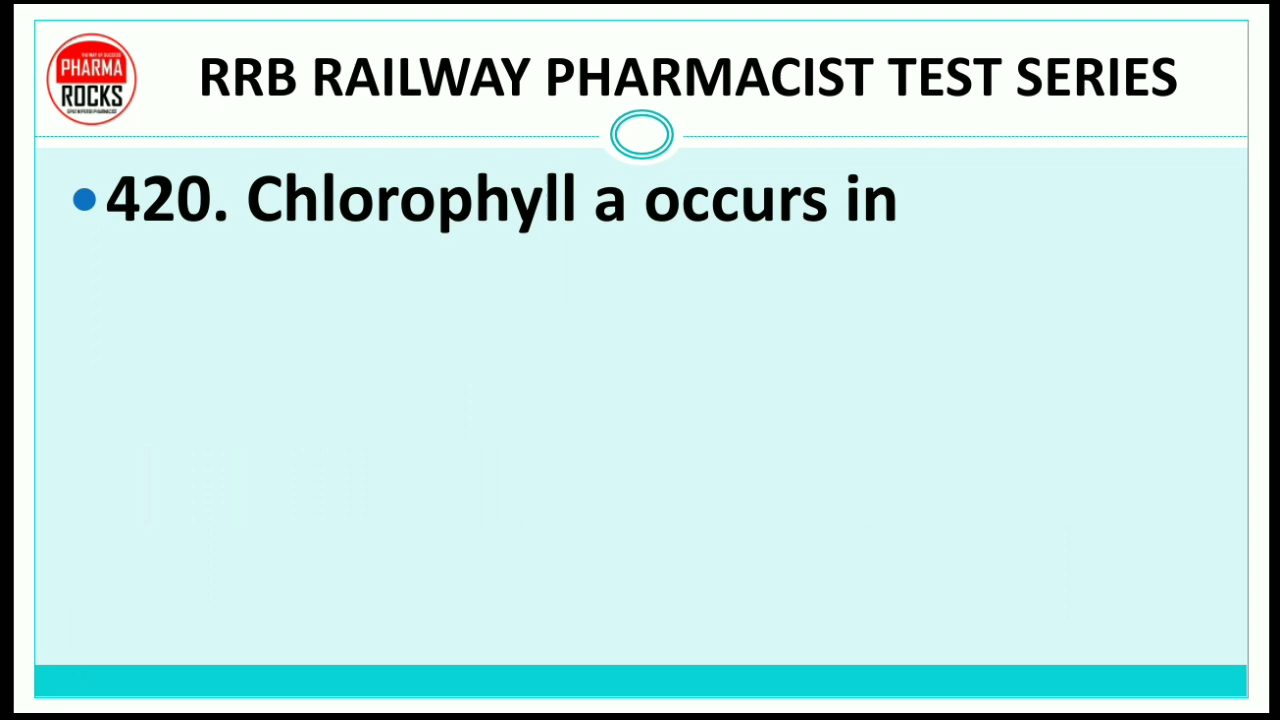 PHARMA
ROCKS
RRB RAILWAY PHARMACIST TEST SERIES
420. Chlorophyll a occurs in